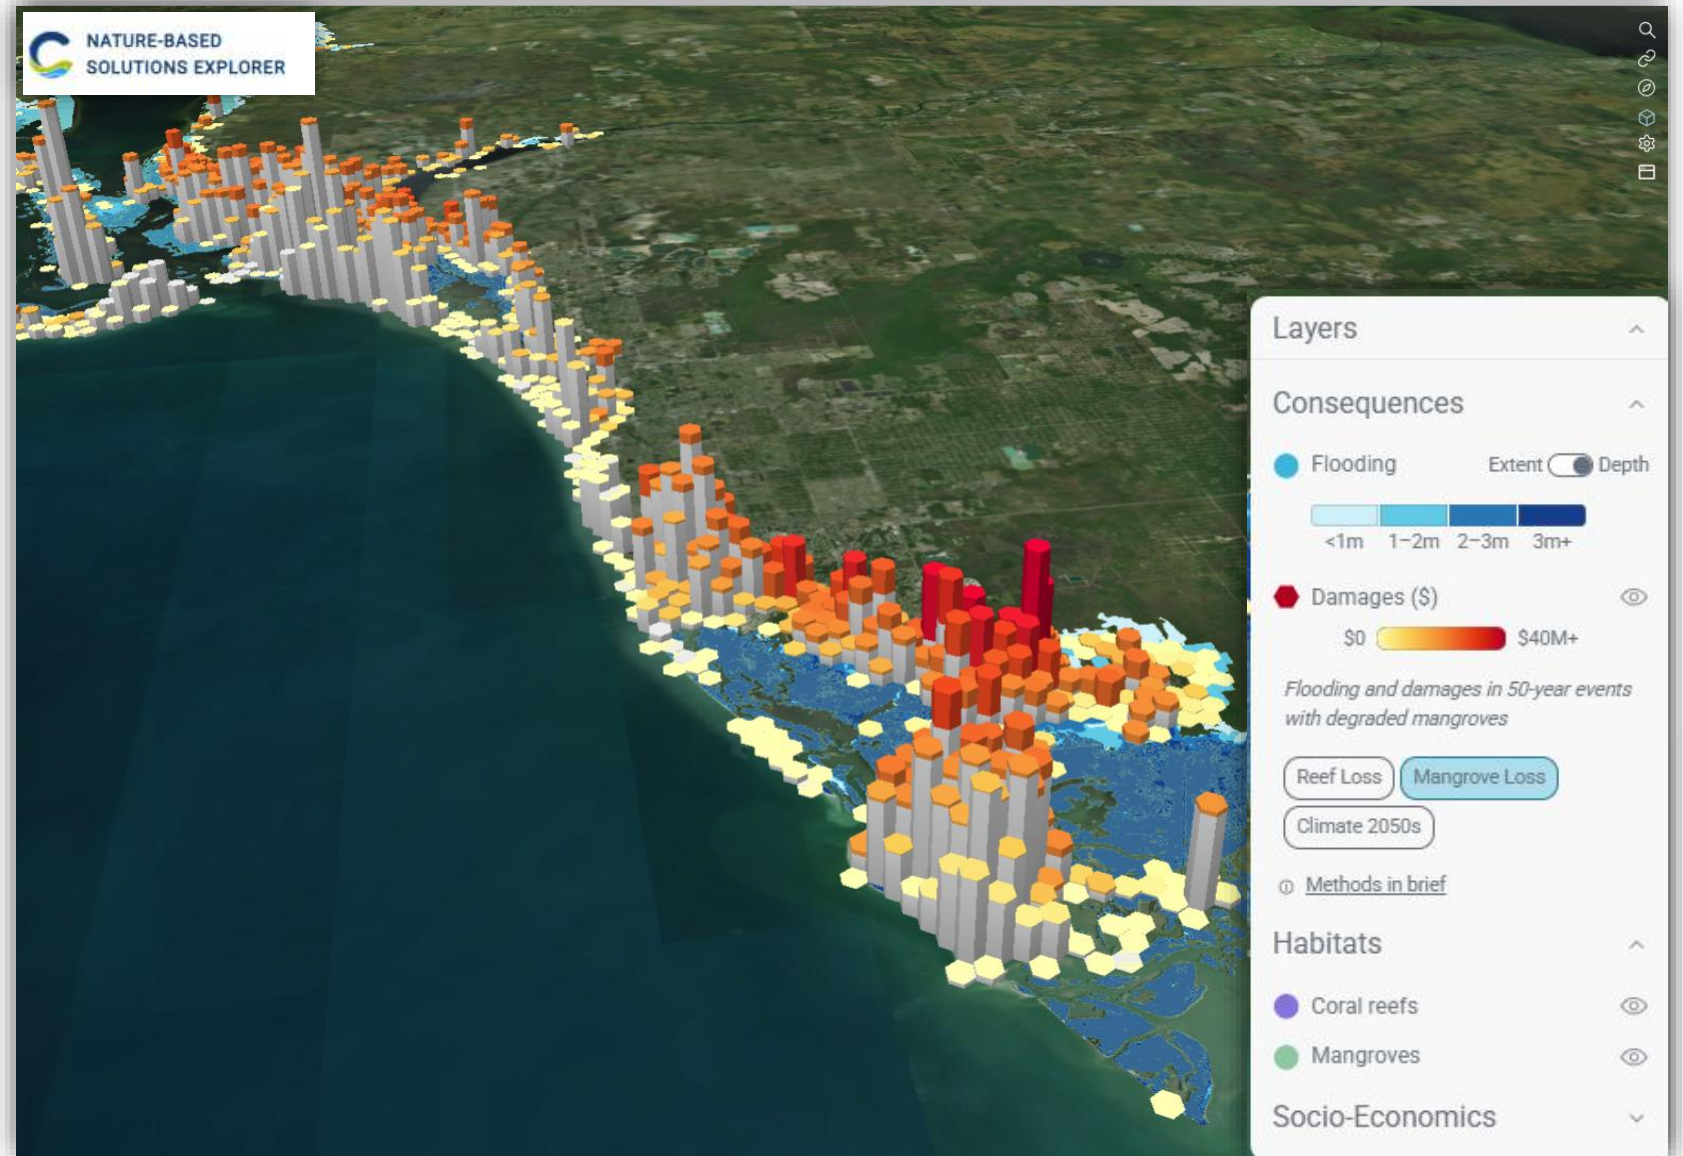 NATURE-BASED
SOLUTIONS EXPLORER
Layers
Consequences
Flooding Extent Depth
<1m 1–2m 2–3m 3m+
Damages ($)
$0 $40M+
Flooding and damages in 50-year events
with degraded mangroves
Reef Loss Mangrove Loss
Climate 2050s
Methods in brief
Habitats
Coral reefs
Mangroves
Socio-Economics